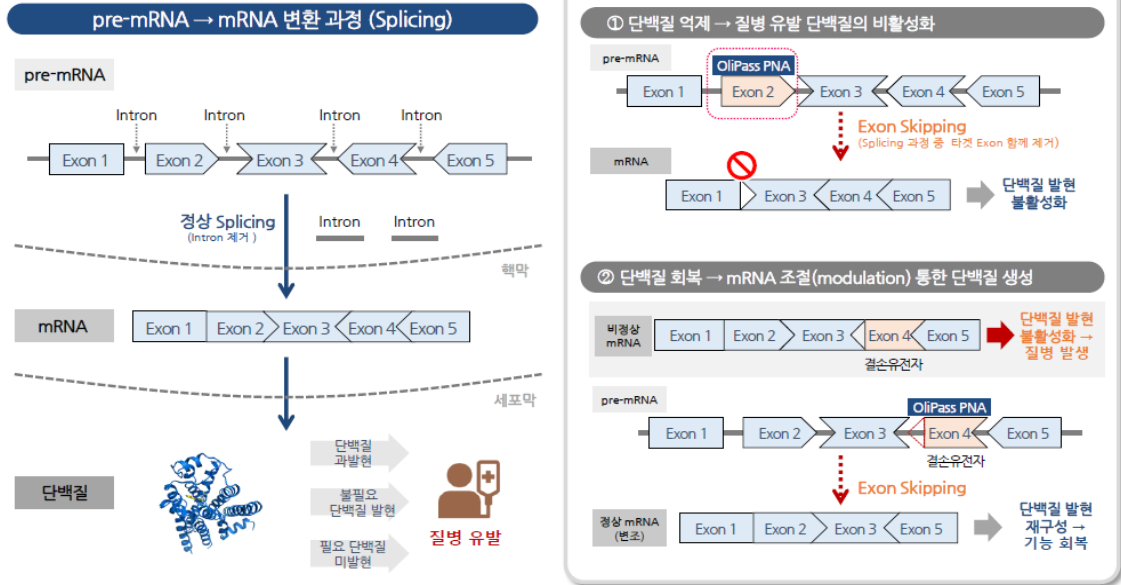 pre-mRNA → mRNA 변환 과정 (Splicing)
pre-mRNA
Intron Intron Intron Intron
Exon 1 Exon 2 Exon 3 Exon 4 Exon 5
정상 Splicing
(Intron 제거 )
Intron Intron
핵막
mRNA
Exon 1 Exon 2 Exon 3 Exon 4 Exon 5
세포막
단백질
단백질
과발현
불필요
단백질 발현
필요 단백질
미발현
질병 유발
① 단백질 억제 → 질병 유발 단백질의 비활성화
pre-mRNA
OliPass PNA
Exon 1 Exon 2 Exon 3 Exon 4 Exon 5
Exon Skipping
(Splicing 과정 중 타겟 Exon 함께 제거)
mRNA
Exon 1 Exon 3 Exon 4 Exon 5
단백질 발현
불활성화
② 단백질 회복 → mRNA 조절(modulation) 통한 단백질 생성
비정상
mRNA
Exon 1 Exon 2 Exon 3 Exon 4 Exon 5
결손유전자
단백질 발현
불활성화 →
질병 발생
pre-mRNA
OliPass PNA
Exon 1 Exon 2 Exon 3 Exon 4 Exon 5
결손유전자
Exon Skipping
정상 mRNA
(변조)
Exon 1 Exon 2 Exon 3 Exon 5
단백질 발현
재구성 →
기능 회복